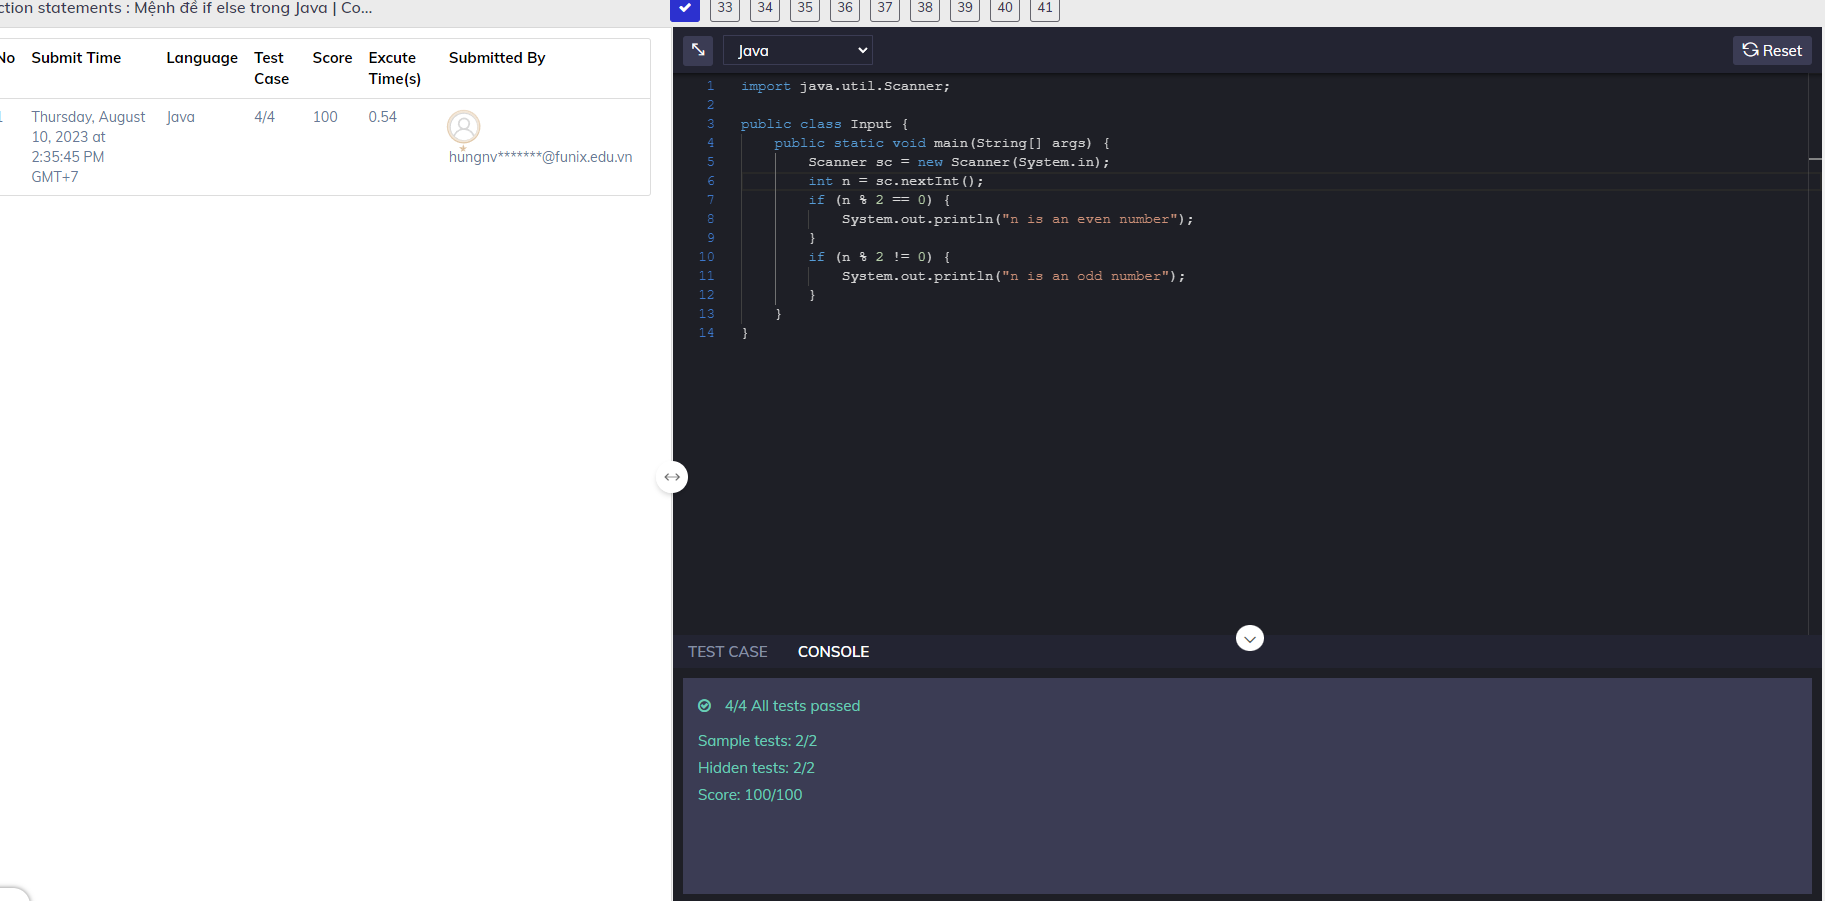 ction statements : Mệnh đề if else trong Java | Co...
33 34 35 36 37 38 39 40 41
No Submit Time Language Test Case Score Excute Time(s) Submitted By
1 Thursday, August 10, 2023 at 2:35:45 PM GMT+7 Java 4/4 100 0.54 hungnv*******@funix.edu.vn
Java
Reset
1 import java.util.Scanner;
2
3 public class Input {
4 public static void main(String[] args) {
5 Scanner sc = new Scanner(System.in);
6 int n = sc.nextInt();
7 if (n % 2 == 0) {
8 System.out.println("n is an even number");
9 }
10 if (n % 2 != 0) {
11 System.out.println("n is an odd number");
12 }
13 }
14 }
TEST CASE CONSOLE
4/4 All tests passed
Sample tests: 2/2
Hidden tests: 2/2
Score: 100/100